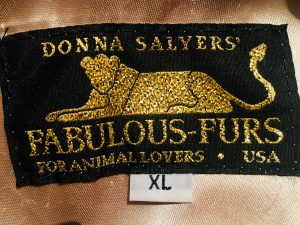 DONNA SALYERS'
FABULOUS-FURS
FOR ANIMAL LOVERS • USA
XL